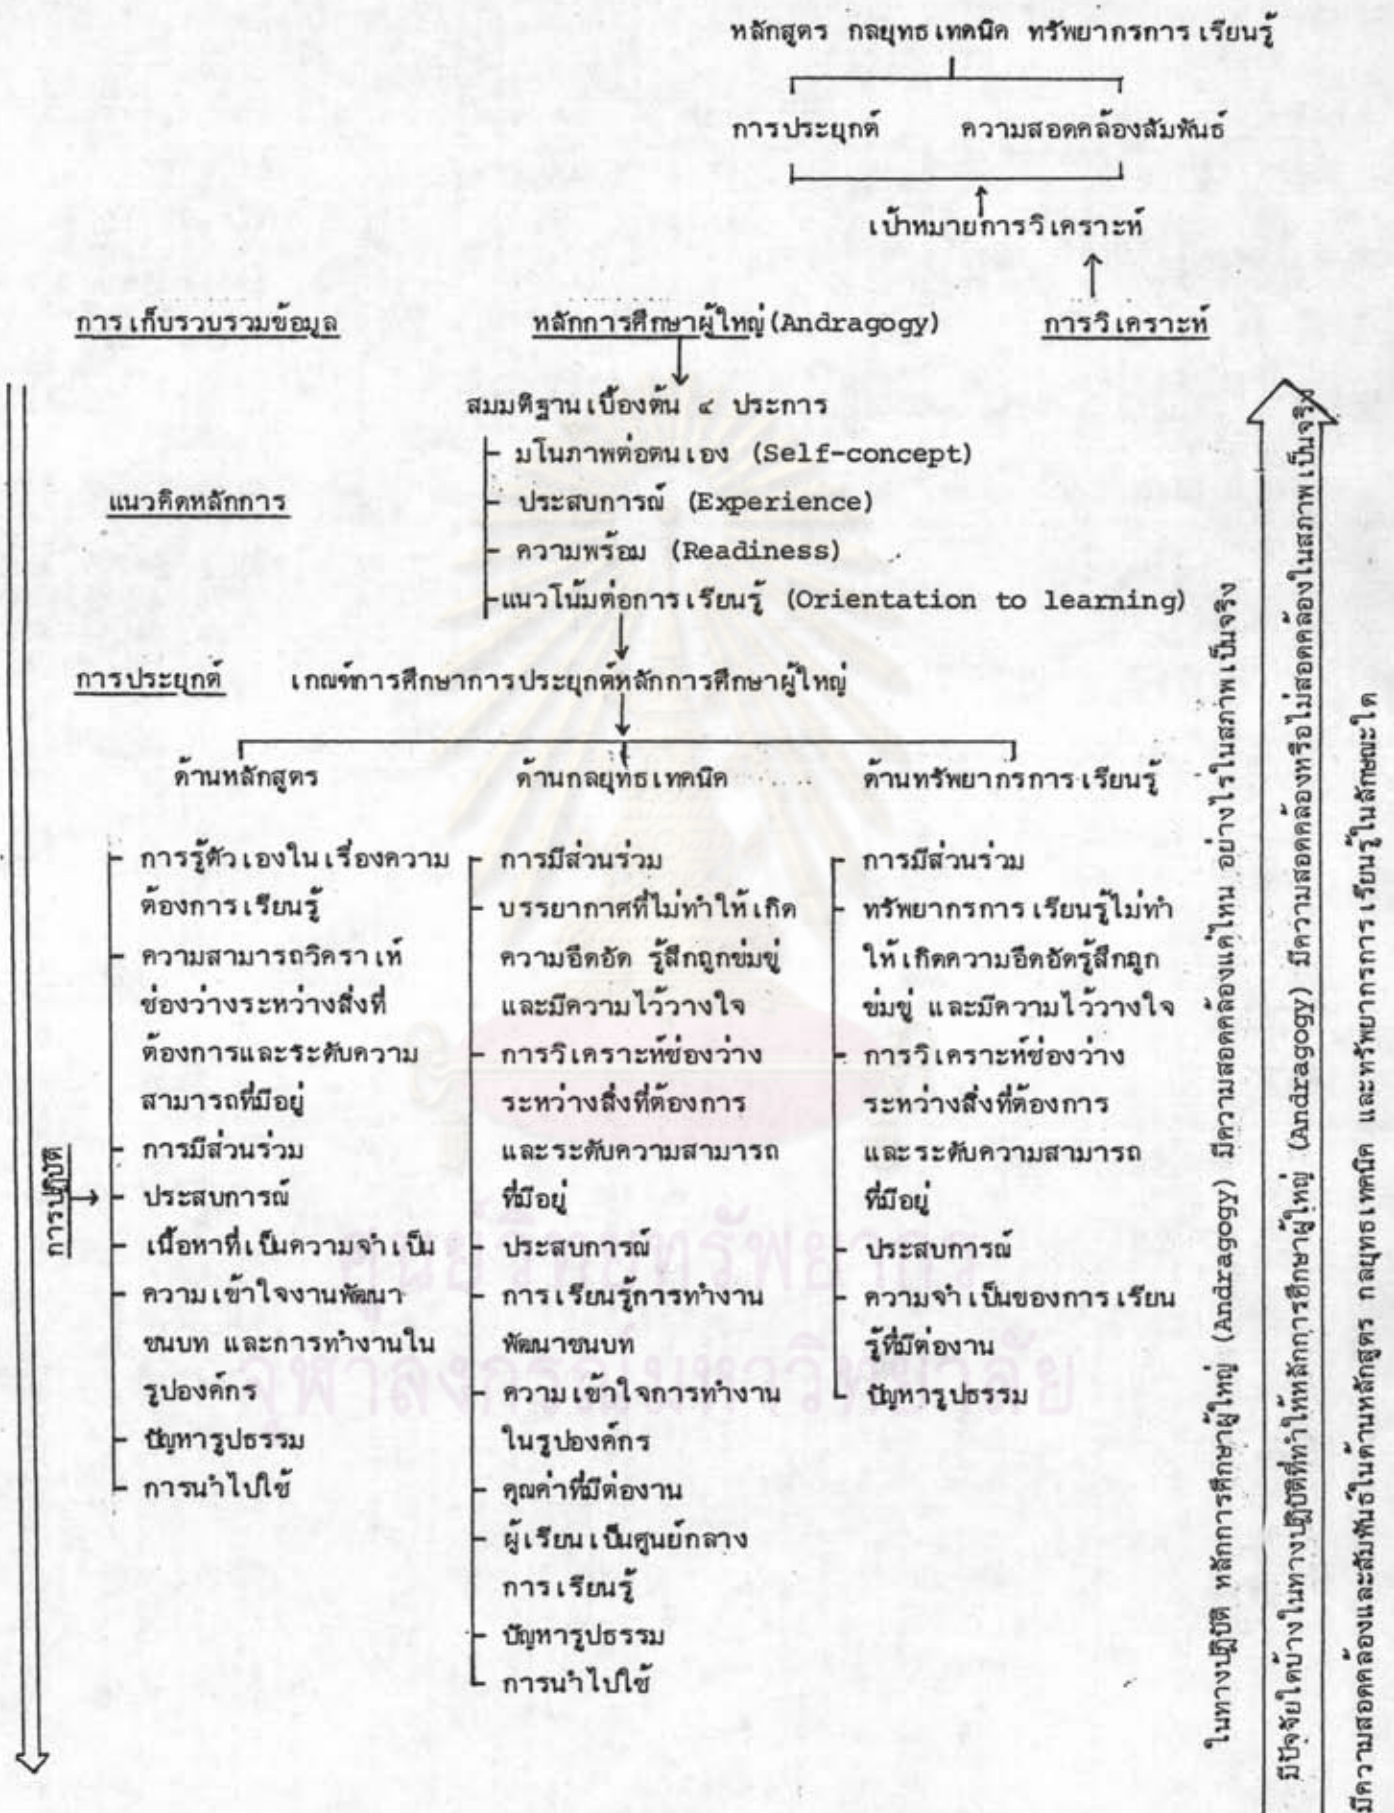 หลักสูตร กลยุทธเทคนิค ทรัพยากรการเรียนรู้
การประยุกต์ ความสอดคล้องสัมพันธ์
เป้าหมายการวิเคราะห์
การเก็บรวบรวมข้อมูล หลักการศึกษาผู้ใหญ่(Andragogy) การวิเคราะห์
สมมติฐานเบื้องต้น ๔ ประการ
- มโนภาพต่อตนเอง (Self-concept)
แนวคิดหลักการ
- ประสบการณ์ (Experience)
- ความพร้อม (Readiness)
-แนวโน้มต่อการเรียนรู้ (Orientation to learning)
การประยุกต์ เกณฑ์การศึกษาการประยุกต์หลักการศึกษาผู้ใหญ่
ด้านหลักสูตร
- การรู้ตัวเองในเรื่องความ
ต้องการเรียนรู้
- ความสามารถวิคราเห์
ช่องว่างระหว่างสิ่งที่
ต้องการและระดับความ
สามารถที่มีอยู่
- การมีส่วนร่วม
- ประสบการณ์
- เนื้อหาที่เป็นความจำเป็น
- ความเข้าใจงานพัฒนา
ชนบท และการทำงานใน
รูปองค์กร
- ปัญหารูปธรรม
- การนำไปใช้
ด้านกลยุทธเทคนิค
- การมีส่วนร่วม
- บรรยากาศที่ไม่ทำให้เกิด
ความอึดอัด รู้สึกถูกข่มขู่
และมีความไว้วางใจ
- การวิเคราะห์ช่องว่าง
ระหว่างสิ่งที่ต้องการ
และระดับความสามารถ
ที่มีอยู่
- ประสบการณ์
- การเรียนรู้การทำงาน
พัฒนาชนบท
- ความเข้าใจการทำงาน
ในรูปองค์กร
- คุณค่าที่มีต่องาน
- ผู้เรียนเป็นศูนย์กลาง
การเรียนรู้
- ปัญหารูปธรรม
- การนำไปใช้
ด้านทรัพยากรการเรียนรู้
- การมีส่วนร่วม
- ทรัพยากรการเรียนรู้ไม่ทำ
ให้เกิดความอึดอัดรู้สึกถูก
ข่มขู่ และมีความไว้วางใจ
- การวิเคราะห์ช่องว่าง
ระหว่างสิ่งที่ต้องการ
และระดับความสามารถ
ที่มีอยู่
- ประสบการณ์
- ความจำเป็นของการเรียน
รู้ที่มีต่องาน
- ปัญหารูปธรรม
การปฏิบัติ
ในทางปฏิบัติ หลักการศึกษาผู้ใหญ่ (Andragogy) มีความสอดคล้องแค่ไหน อย่างไรในสภาพเป็นจริง
มีปัจจัยใดบ้างในทางปฏิบัติที่ทำให้หลักการศึกษาผู้ใหญ่ (Andragogy) มีความสอดคล้องหรือไม่สอดคล้องในสภาพเป็นจริง
มีความสอดคล้องและสัมพันธ์ในด้านหลักสูตร กลยุทธเทคนิค และทรัพยากรการเรียนรู้ในลักษณะใด
ศูนย์วิทยทรัพยากร
จุฬาลงกรณ์มหาวิทยาลัย